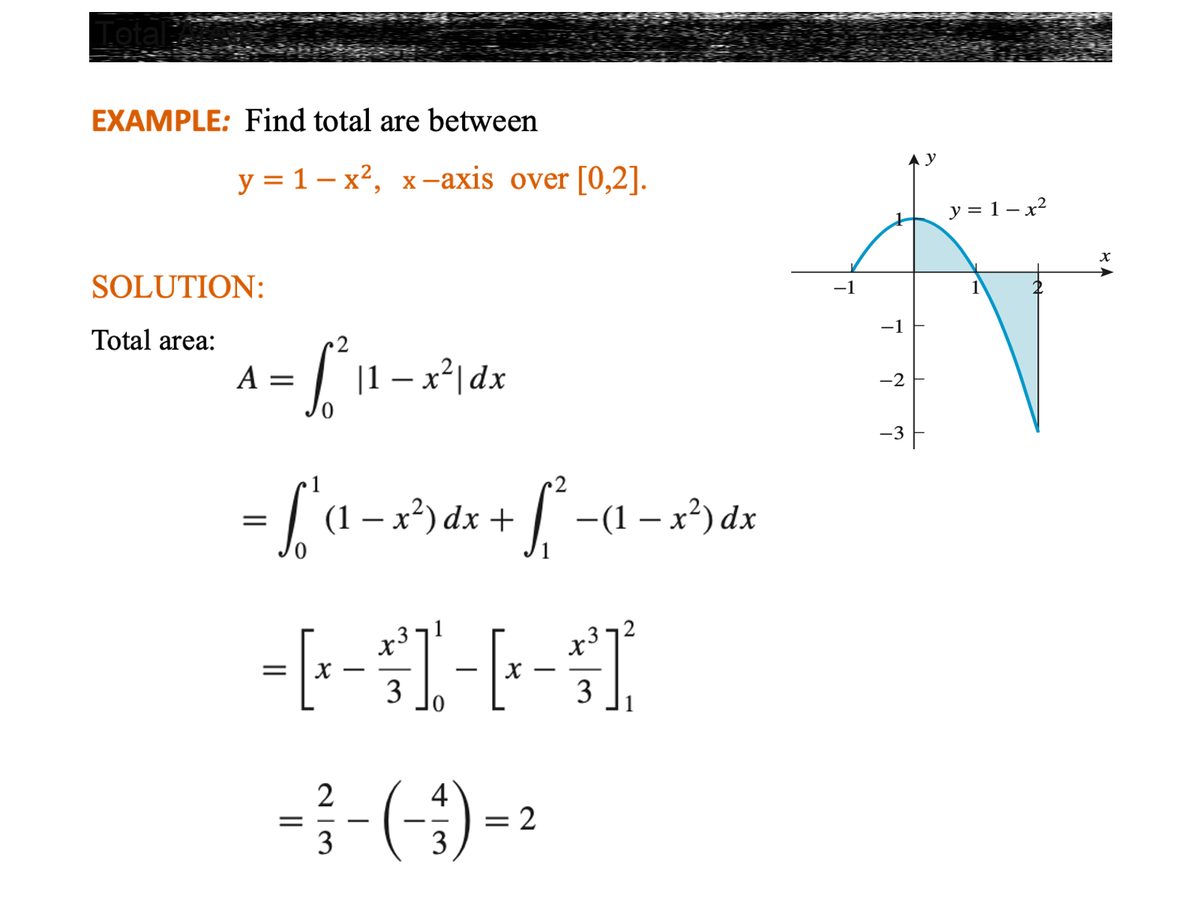 Total
EXAMPLE: Find total are between
y = 1 – x², x –axis over [0,2].
SOLUTION:
Total area:
A = ∫₀² |1 – x²| dx
= ∫₀¹ (1 – x²) dx + ∫₁² –(1 – x²) dx
= [x – x³/3]₀¹ – [x – x³/3]₁²
= 2/3 – (–4/3) = 2
y
y = 1 – x²
1
x
–1 1 2
–1
–2
–3